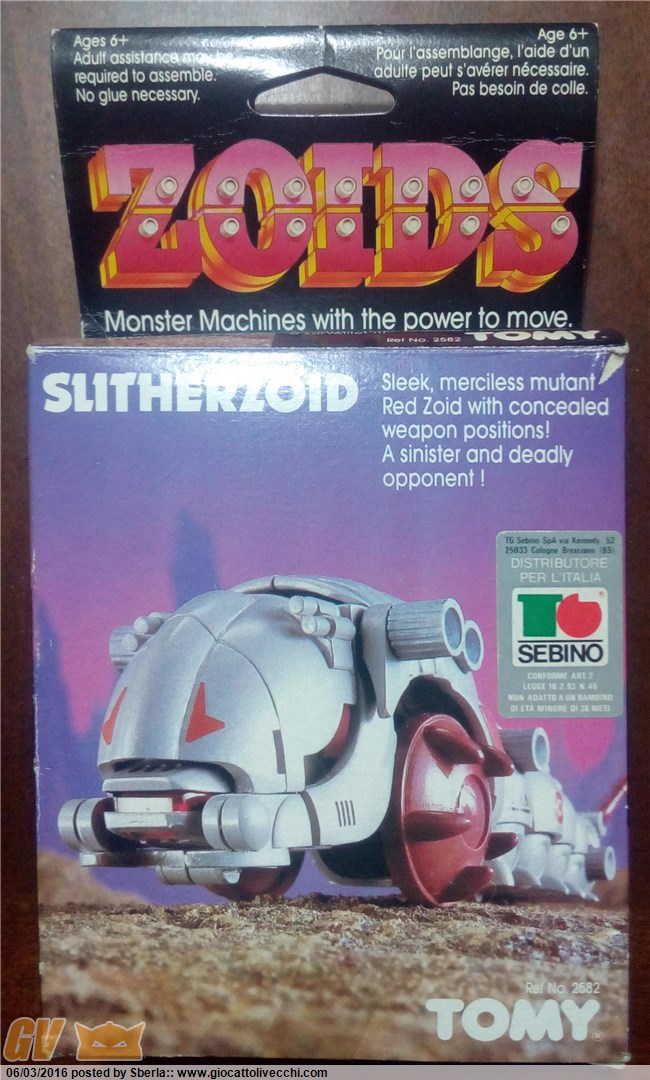 Ages 6+
Adult assistance may be
required to assemble.
No glue necessary.
Age 6+
Pour l'assemblange, l'aide d'un
adulte peut s'avérer nécessaire.
Pas besoin de colle.
ZOIDS
Monster Machines with the power to move.
Ref No. 2582 TOMY
SLITHERZOID
Sleek, merciless mutant
Red Zoid with concealed
weapon positions!
A sinister and deadly
opponent !
TG Sebino SpA via Kennedy, 52
25033 Cologne Bresciano (BS)
DISTRIBUTORE
PER L'ITALIA
TG
SEBINO
CONFORME ART 2
LEGGE 18 2 83 N. 46
NON ADATTO A UN BAMBINO
DI ETÀ MINORE DI 36 MESI
Ref No. 2582
TOMY
GV
06/03/2016 posted by Sberla:: www.giocattolivecchi.com